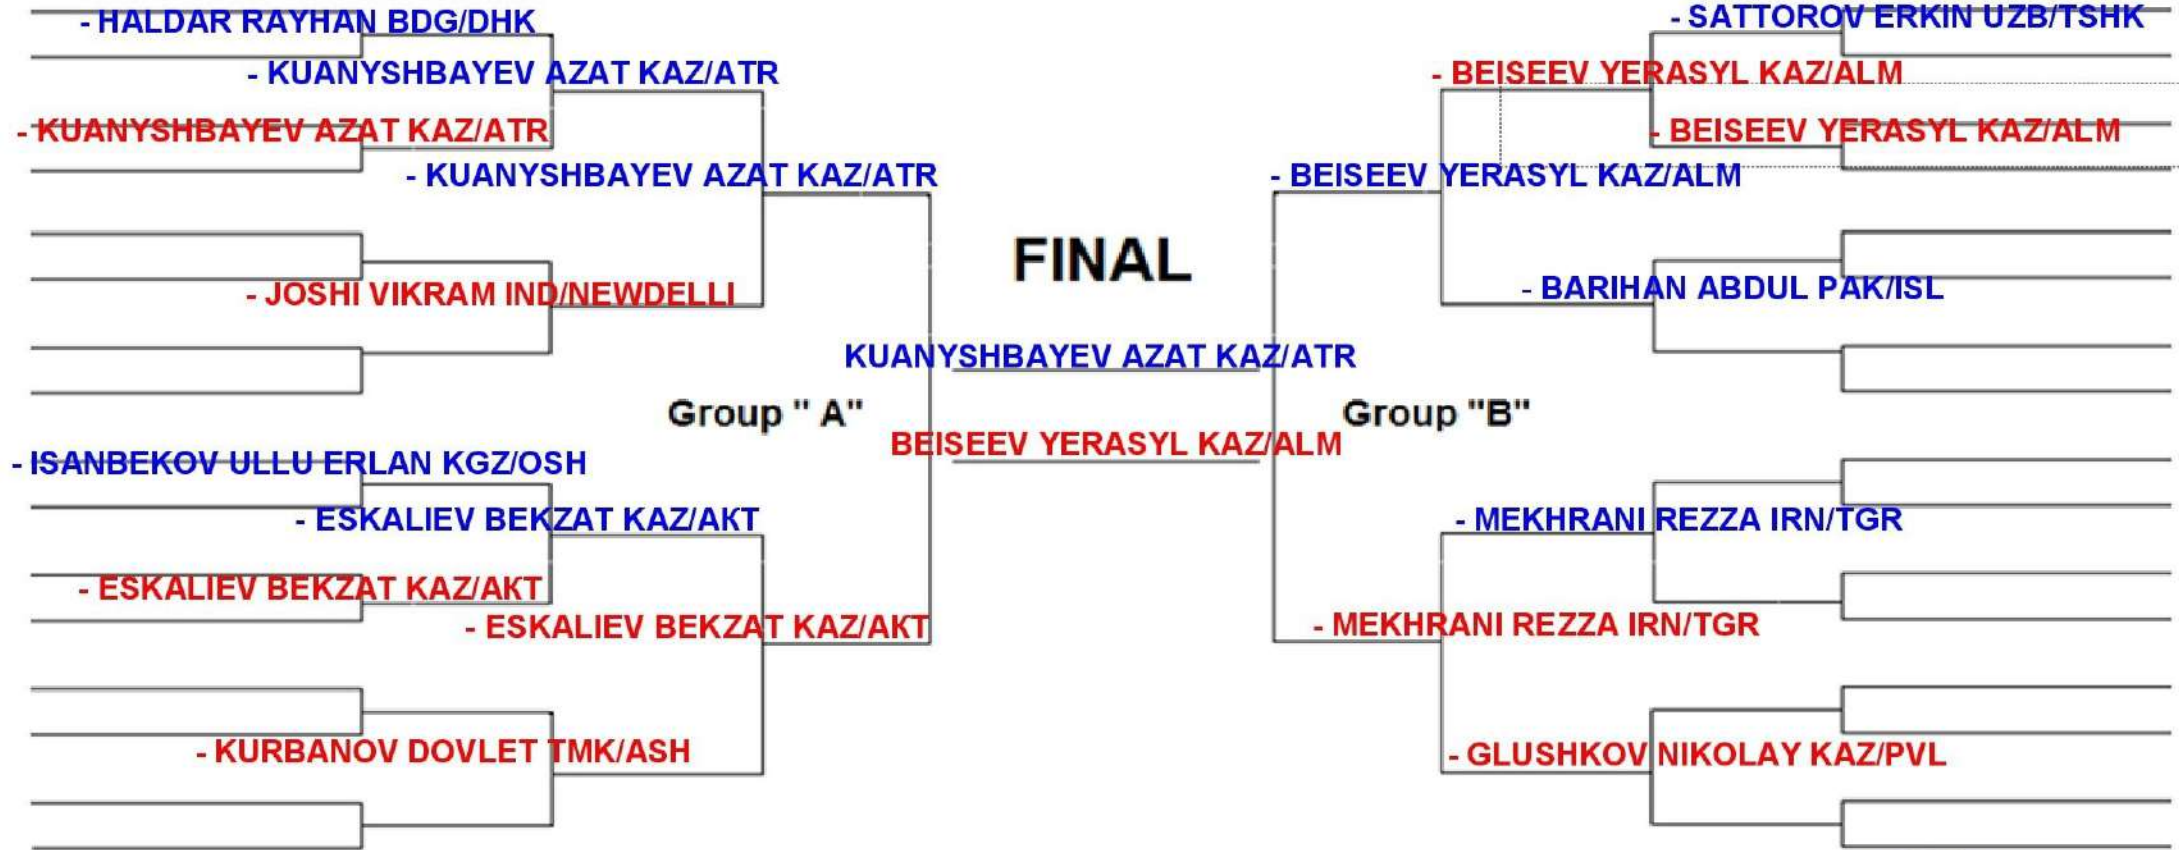 - HALDAR RAYHAN BDG/DHK
- KUANYSHBAYEV AZAT KAZ/ATR
- KUANYSHBAYEV AZAT KAZ/ATR
- KUANYSHBAYEV AZAT KAZ/ATR
- JOSHI VIKRAM IND/NEWDELLI
Group " A"
- ISANBEKOV ULLU ERLAN KGZ/OSH
- ESKALIEV BEKZAT KAZ/AKT
- ESKALIEV BEKZAT KAZ/AKT
- ESKALIEV BEKZAT KAZ/AKT
- KURBANOV DOVLET TMK/ASH
FINAL
KUANYSHBAYEV AZAT KAZ/ATR
BEISEEV YERASYL KAZ/ALM
- SATTOROV ERKIN UZB/TSHK
- BEISEEV YERASYL KAZ/ALM
- BEISEEV YERASYL KAZ/ALM
- BEISEEV YERASYL KAZ/ALM
- BARIHAN ABDUL PAK/ISL
Group "B"
- MEKHRANI REZZA IRN/TGR
- MEKHRANI REZZA IRN/TGR
- GLUSHKOV NIKOLAY KAZ/PVL